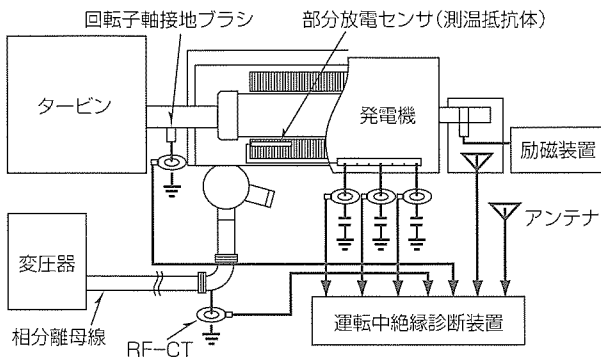 回転子軸接地ブラシ
部分放電センサ(測温抵抗体)
タービン
発電機
励磁装置
アンテナ
変圧器
運転中絶縁診断装置
相分離母線
RF-CT